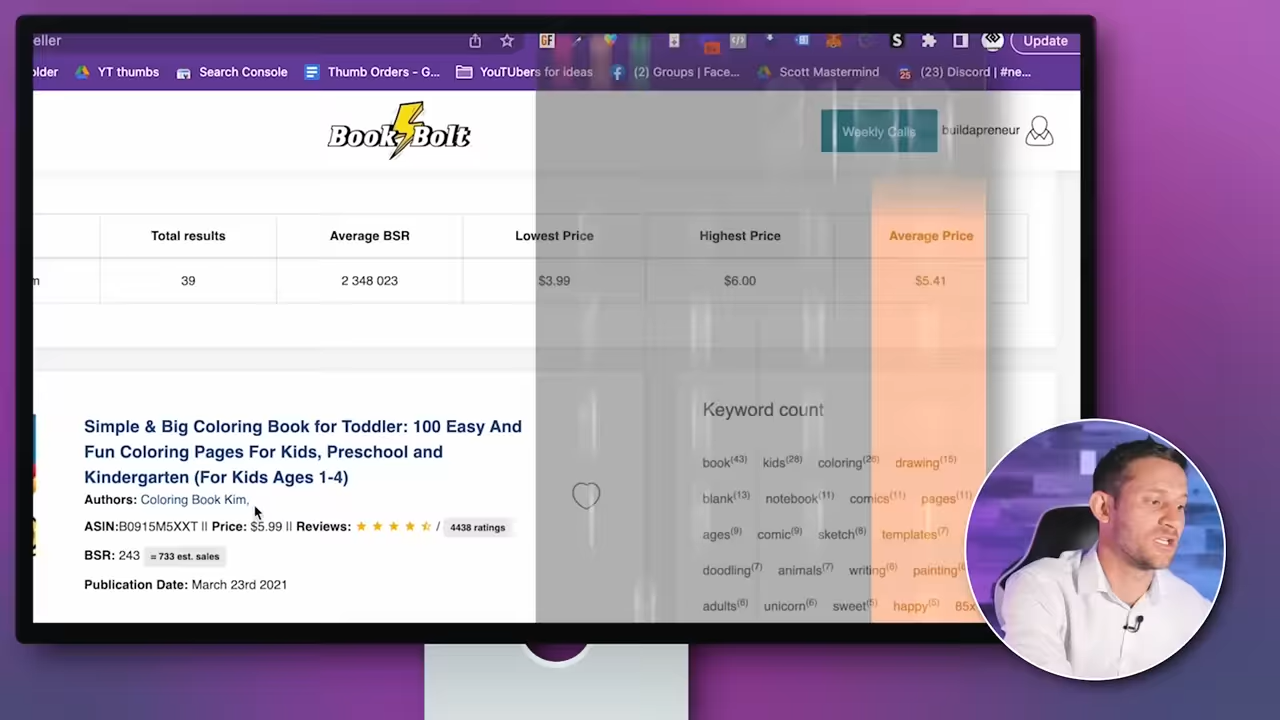 eller
Update
older YT thumbs Search Console Thumb Orders - G... YOUTUbers for ideas (2) Groups | Face... Scott Mastermind (23) Discord | #ne...
Book Bolt
Weekly Calls
buildapreneur
Total results Average BSR Lowest Price Highest Price Average Price
m 39 2 348 023 $3.99 $6.00 $5.41
Simple & Big Coloring Book for Toddler: 100 Easy And
Fun Coloring Pages For Kids, Preschool and
Kindergarten (For Kids Ages 1-4)
Authors: Coloring Book Kim,
ASIN:B0915M5XXT II Price: $5.99 II Reviews: / 4438 ratings
BSR: 243 = 733 est. sales
Publication Date: March 23rd 2021
Keyword count
book(43) kids(28) coloring(26) drawing(15)
blank(13) notebook(11) comics(11) pages(11)
ages(9) comic(9) sketch(8) templates(7)
doodling(7) animals(7) writing(6) painting(6
adults(6) unicorn(6) sweet(5) happy(5) 85x